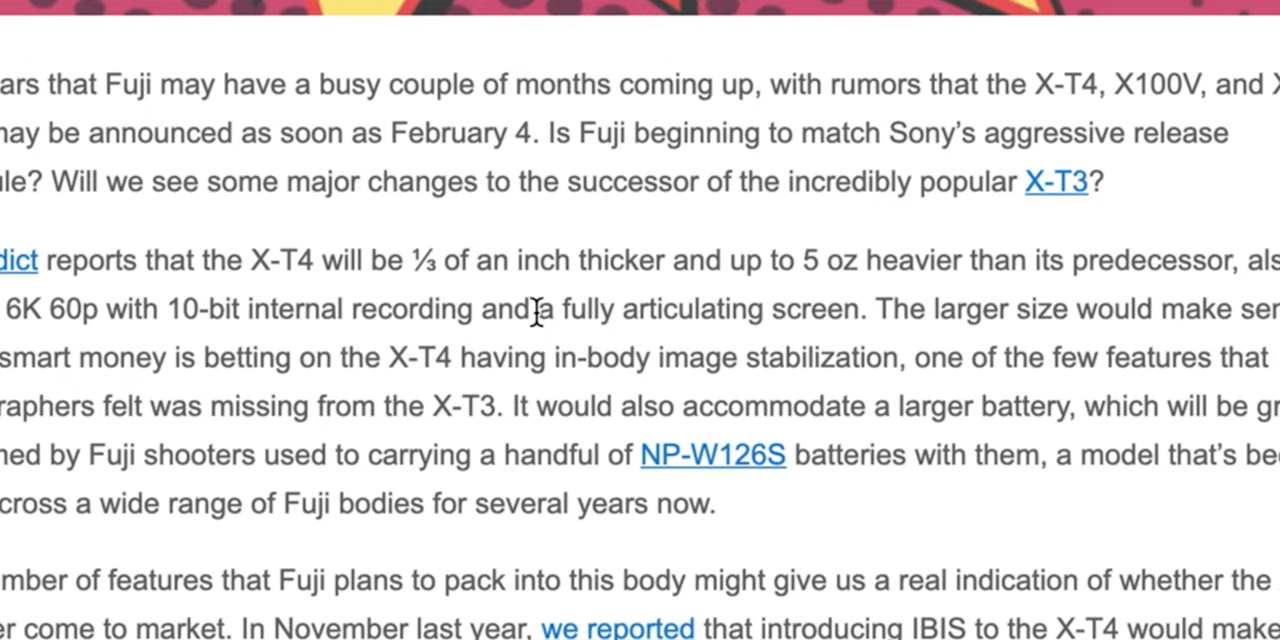 ars that Fuji may have a busy couple of months coming up, with rumors that the X-T4, X100V, and X
may be announced as soon as February 4. Is Fuji beginning to match Sony’s aggressive release
ule? Will we see some major changes to the successor of the incredibly popular X-T3?
dict reports that the X-T4 will be ⅓ of an inch thicker and up to 5 oz heavier than its predecessor, als
6K 60p with 10-bit internal recording and a fully articulating screen. The larger size would make sen
smart money is betting on the X-T4 having in-body image stabilization, one of the few features that
raphers felt was missing from the X-T3. It would also accommodate a larger battery, which will be gr
med by Fuji shooters used to carrying a handful of NP-W126S batteries with them, a model that’s bee
cross a wide range of Fuji bodies for several years now.
mber of features that Fuji plans to pack into this body might give us a real indication of whether the
er come to market. In November last year, we reported that introducing IBIS to the X-T4 would make